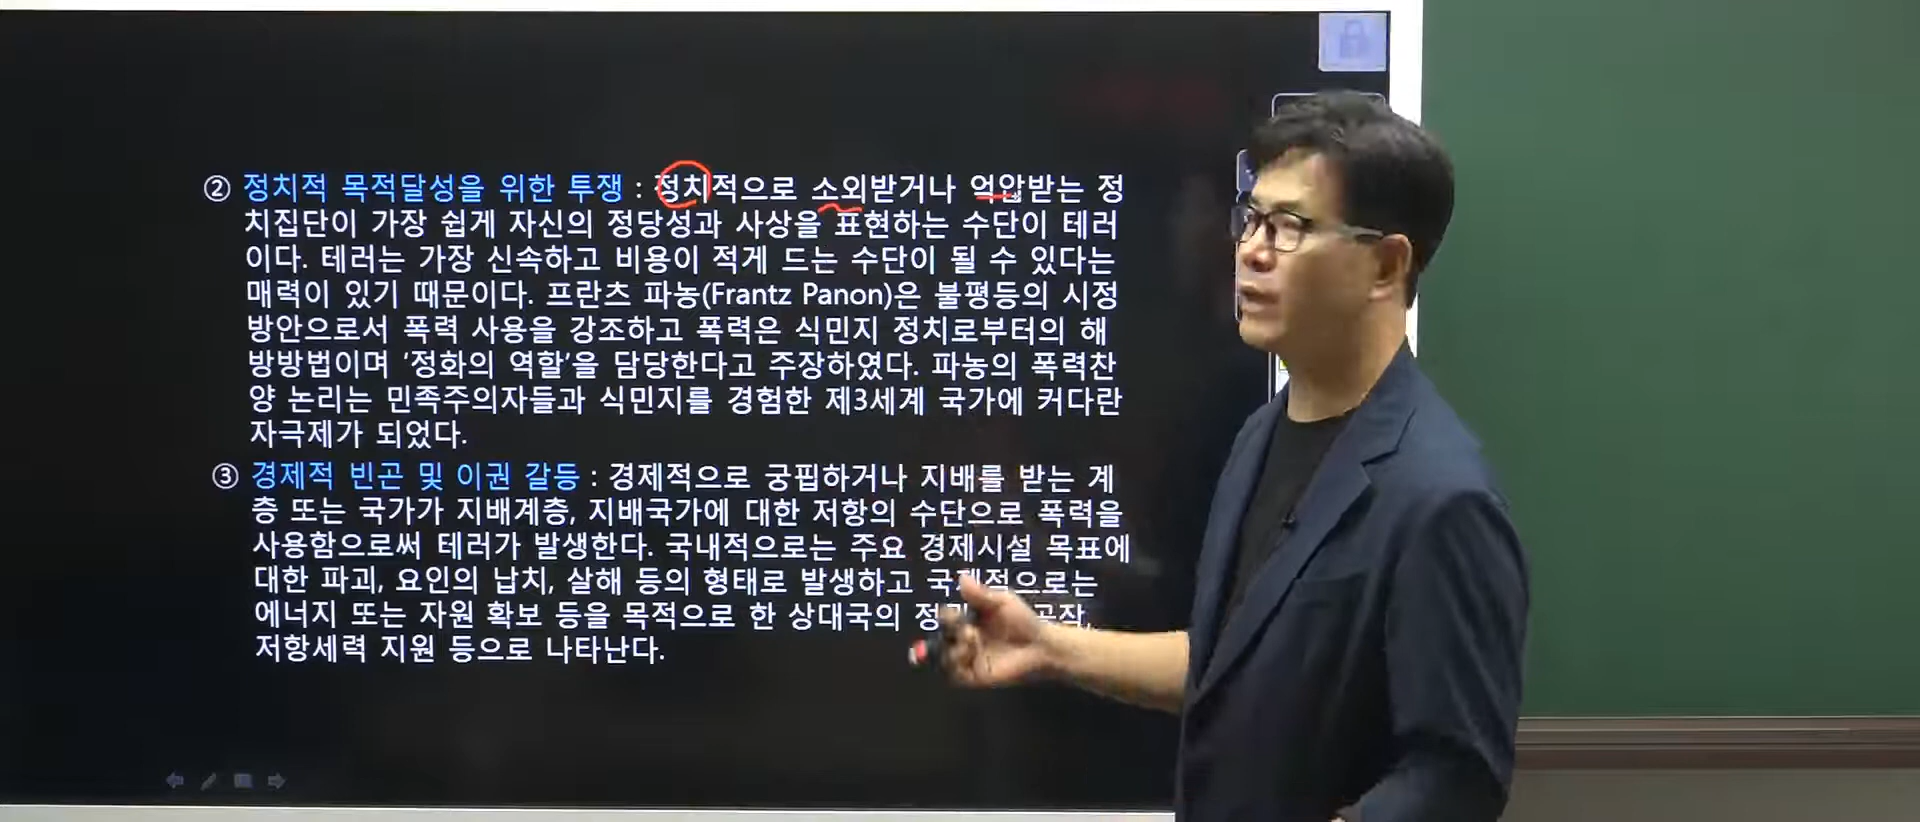 ② 정치적 목적달성을 위한 투쟁 : 정치적으로 소외받거나 억압받는 정
치집단이 가장 쉽게 자신의 정당성과 사상을 표현하는 수단이 테러
이다. 테러는 가장 신속하고 비용이 적게 드는 수단이 될 수 있다는
매력이 있기 때문이다. 프란츠 파농(Frantz Panon)은 불평등의 시정
방안으로서 폭력 사용을 강조하고 폭력은 식민지 정치로부터의 해
방방법이며 ‘정화의 역할’을 담당한다고 주장하였다. 파농의 폭력찬
양 논리는 민족주의자들과 식민지를 경험한 제3세계 국가에 커다란
자극제가 되었다.
③ 경제적 빈곤 및 이권 갈등 : 경제적으로 궁핍하거나 지배를 받는 계
층 또는 국가가 지배계층, 지배국가에 대한 저항의 수단으로 폭력을
사용함으로써 테러가 발생한다. 국내적으로는 주요 경제시설 목표에
대한 파괴, 요인의 납치, 살해 등의 형태로 발생하고 국제적으로는
에너지 또는 자원 확보 등을 목적으로 한 상대국의
저항세력 지원 등으로 나타난다.